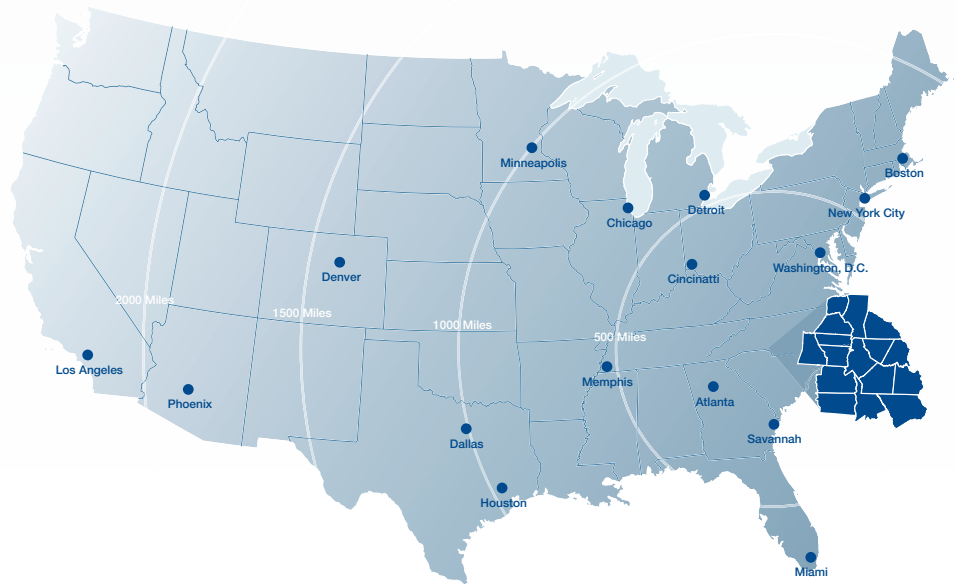 Minneapolis
Boston
Detroit
New York City
Chicago
Washington, D.C.
Denver
Cincinatti
2000 Miles
1500 Miles
1000 Miles
500 Miles
Los Angeles
Memphis
Phoenix
Atlanta
Dallas
Savannah
Houston
Miami